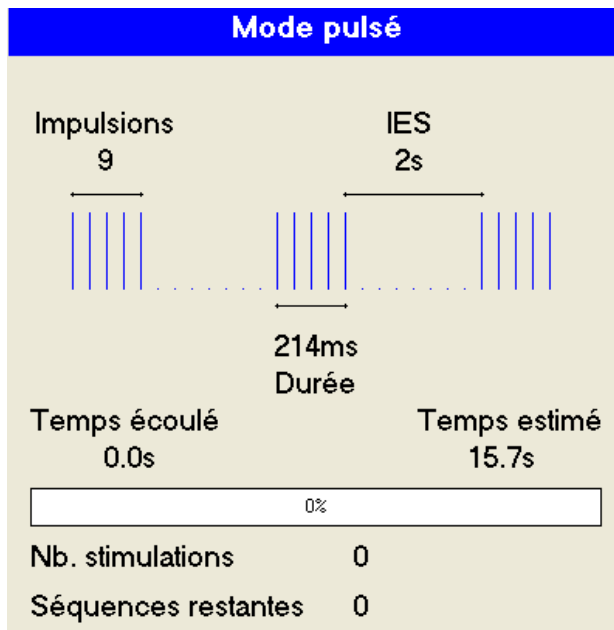 Mode pulsé
Impulsions IES
9 2s
214ms
Durée
Temps écoulé Temps estimé
0.0s 15.7s
0%
Nb. stimulations 0
Séquences restantes 0